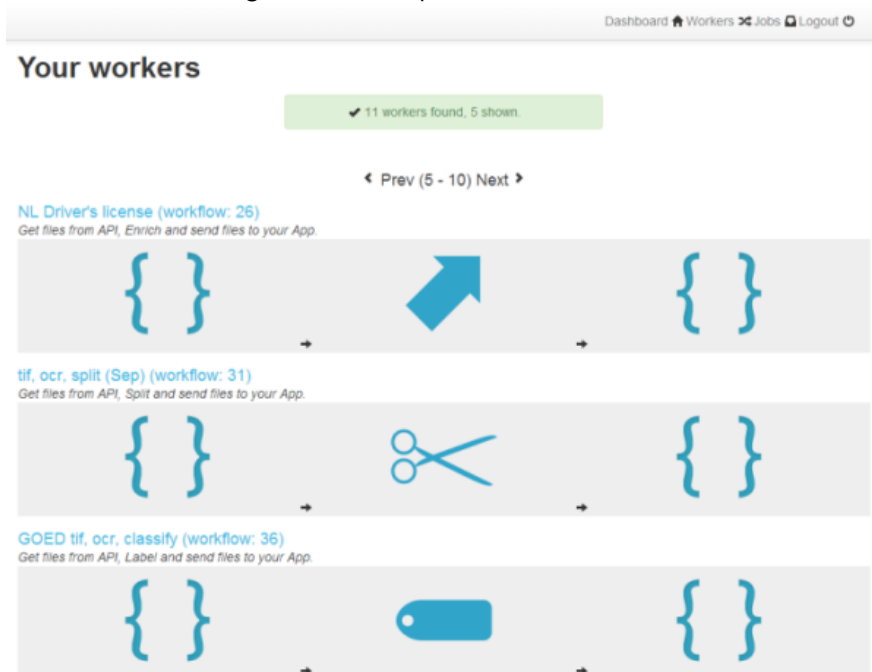 Dashboard Workers Jobs Logout
Your workers
11 workers found, 5 shown.
Prev (5 - 10) Next
NL Driver's license (workflow: 26)
Get files from API, Enrich and send files to your App.
{ } { }
tif, ocr, split (Sep) (workflow: 31)
Get files from API, Split and send files to your App.
{ } { }
GOED tif, ocr, classify (workflow: 36)
Get files from API, Label and send files to your App.
{ } { }